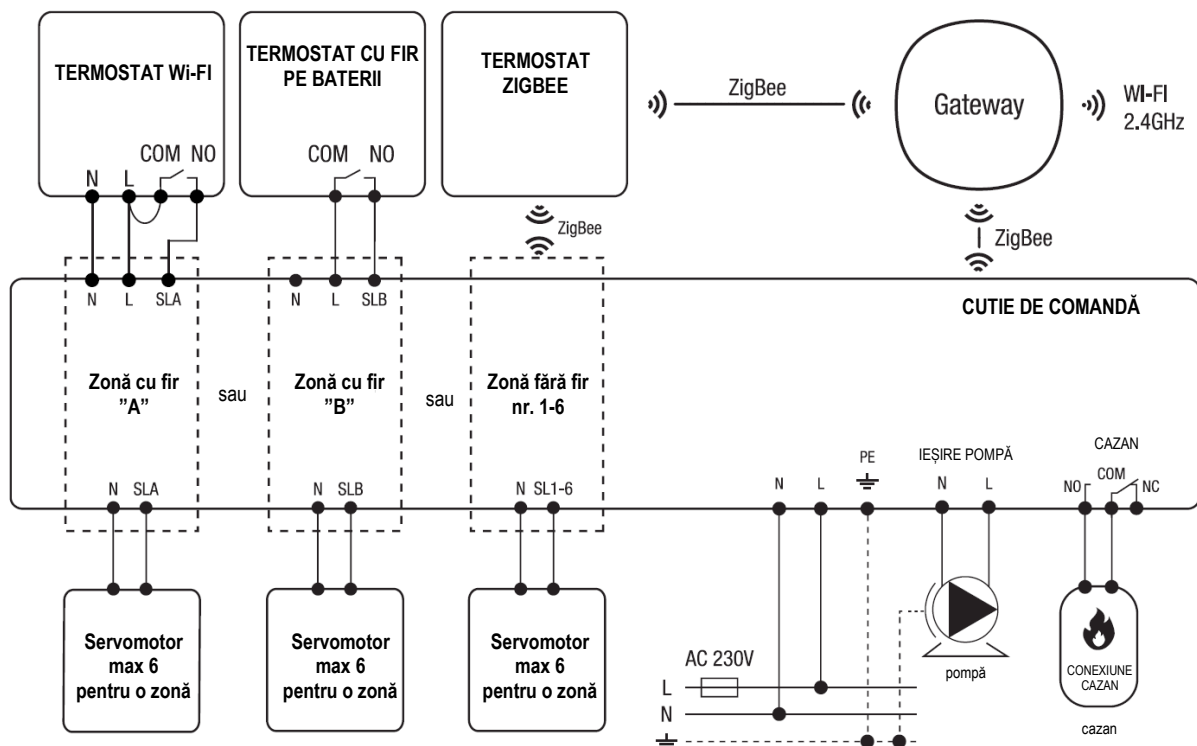 TERMOSTAT Wi-FI
COM NO
N L
TERMOSTAT CU FIR
PE BATERII
COM NO
TERMOSTAT
ZIGBEE
ZigBee
Gateway
WI-FI
2.4GHz
ZigBee
ZigBee
N L SLA
N L SLB
CUTIE DE COMANDĂ
Zonă cu fir
”A”
sau
Zonă cu fir
”B”
sau
Zonă fără fir
nr. 1-6
N SLA
N SLB
N SL1-6
N L
PE
IEȘIRE POMPĂ
N L
CAZAN
NO COM NC
Servomotor
max 6
pentru o zonă
Servomotor
max 6
pentru o zonă
Servomotor
max 6
pentru o zonă
AC 230V
L
N
pompă
CONEXIUNE
CAZAN
cazan